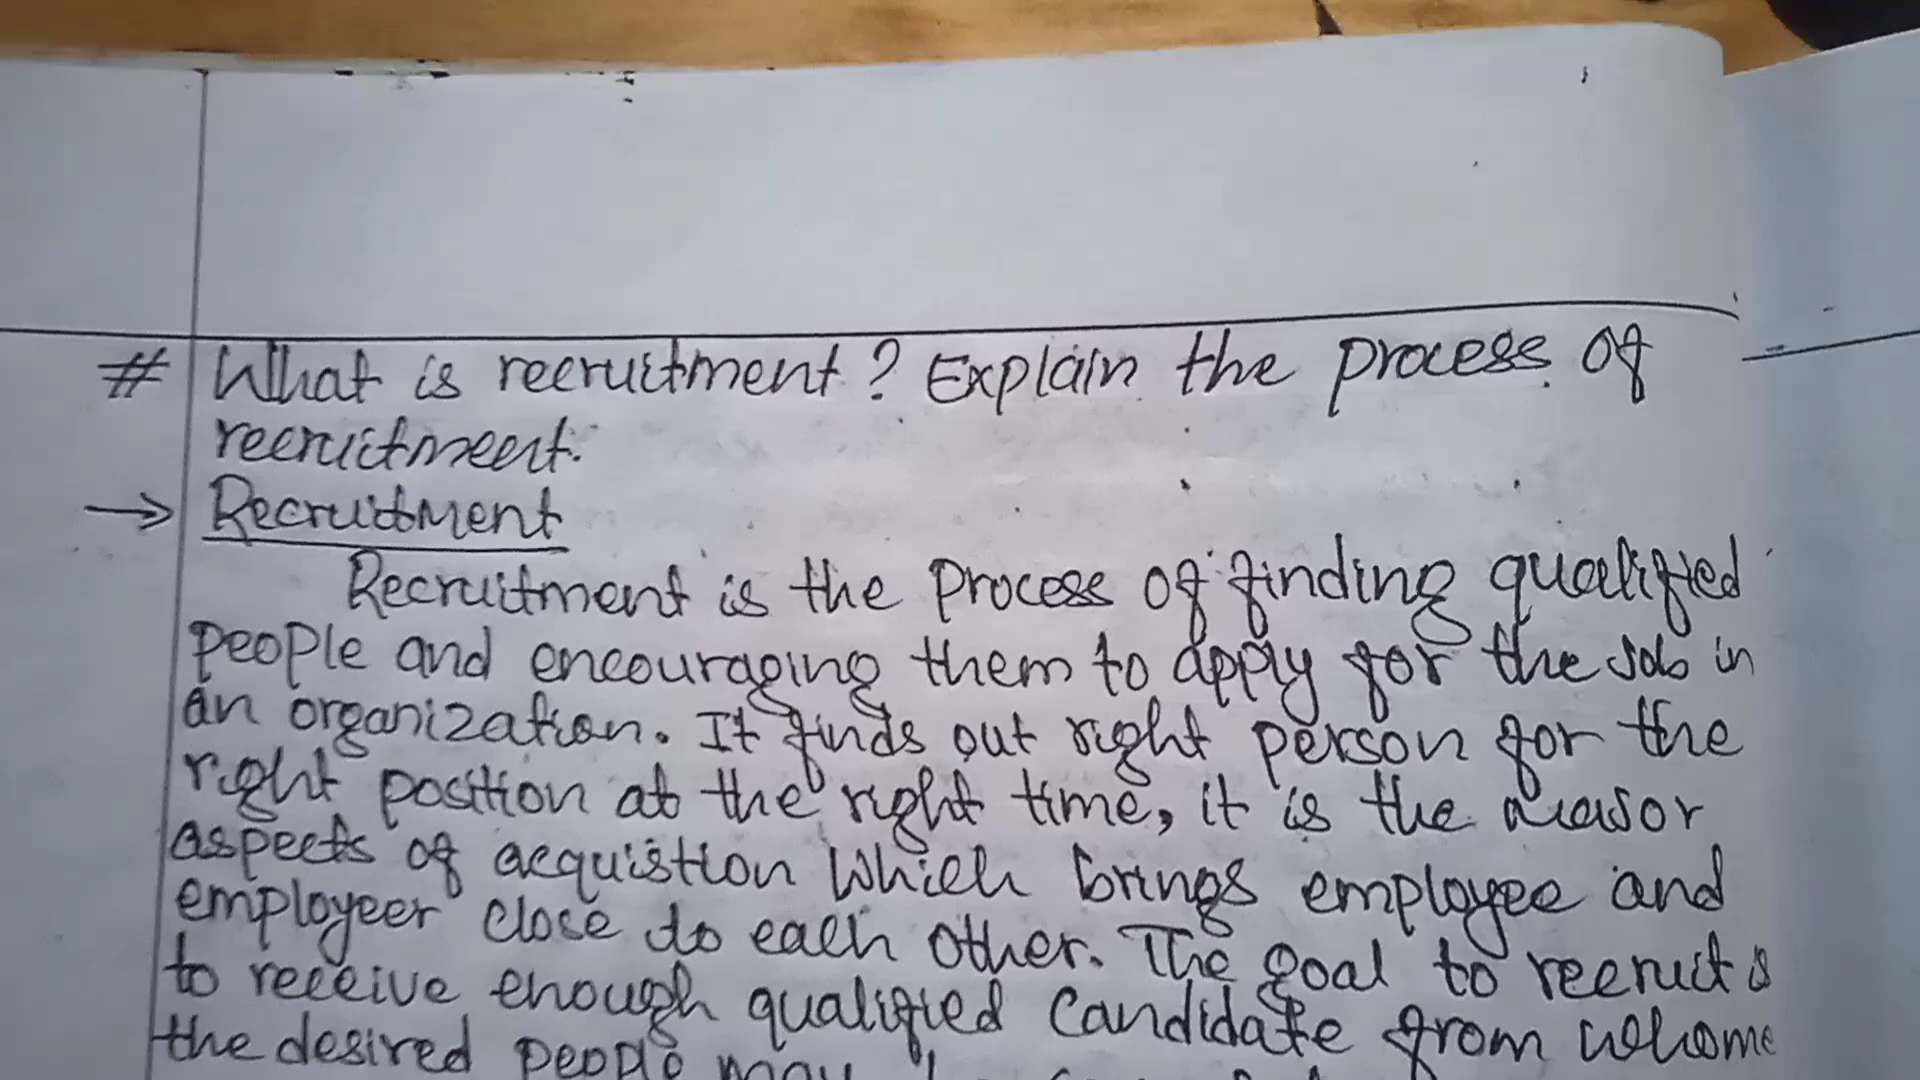 # What is recruitment? Explain the process of
recruitment.
→ Recruitment
Recruitment is the process of finding qualified
people and encouraging them to apply for the job in
an organization. It finds out right person for the
right position at the right time, it is the major
aspects of acquistion which brings employee and
employeer close to each other. The goal to recruit is
to receive enough qualified candidate from whome
the desired people may